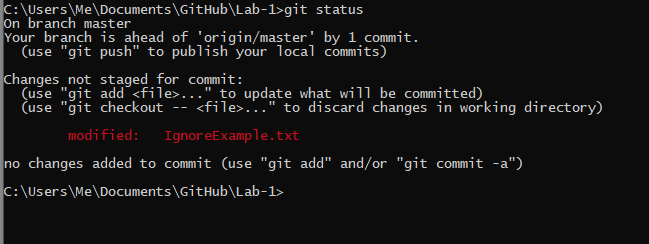 C:\Users\Me\Documents\GitHub\Lab-1>git status
On branch master
Your branch is ahead of 'origin/master' by 1 commit.
  (use "git push" to publish your local commits)

Changes not staged for commit:
  (use "git add <file>..." to update what will be committed)
  (use "git checkout -- <file>..." to discard changes in working directory)

        modified:   IgnoreExample.txt

no changes added to commit (use "git add" and/or "git commit -a")

C:\Users\Me\Documents\GitHub\Lab-1>